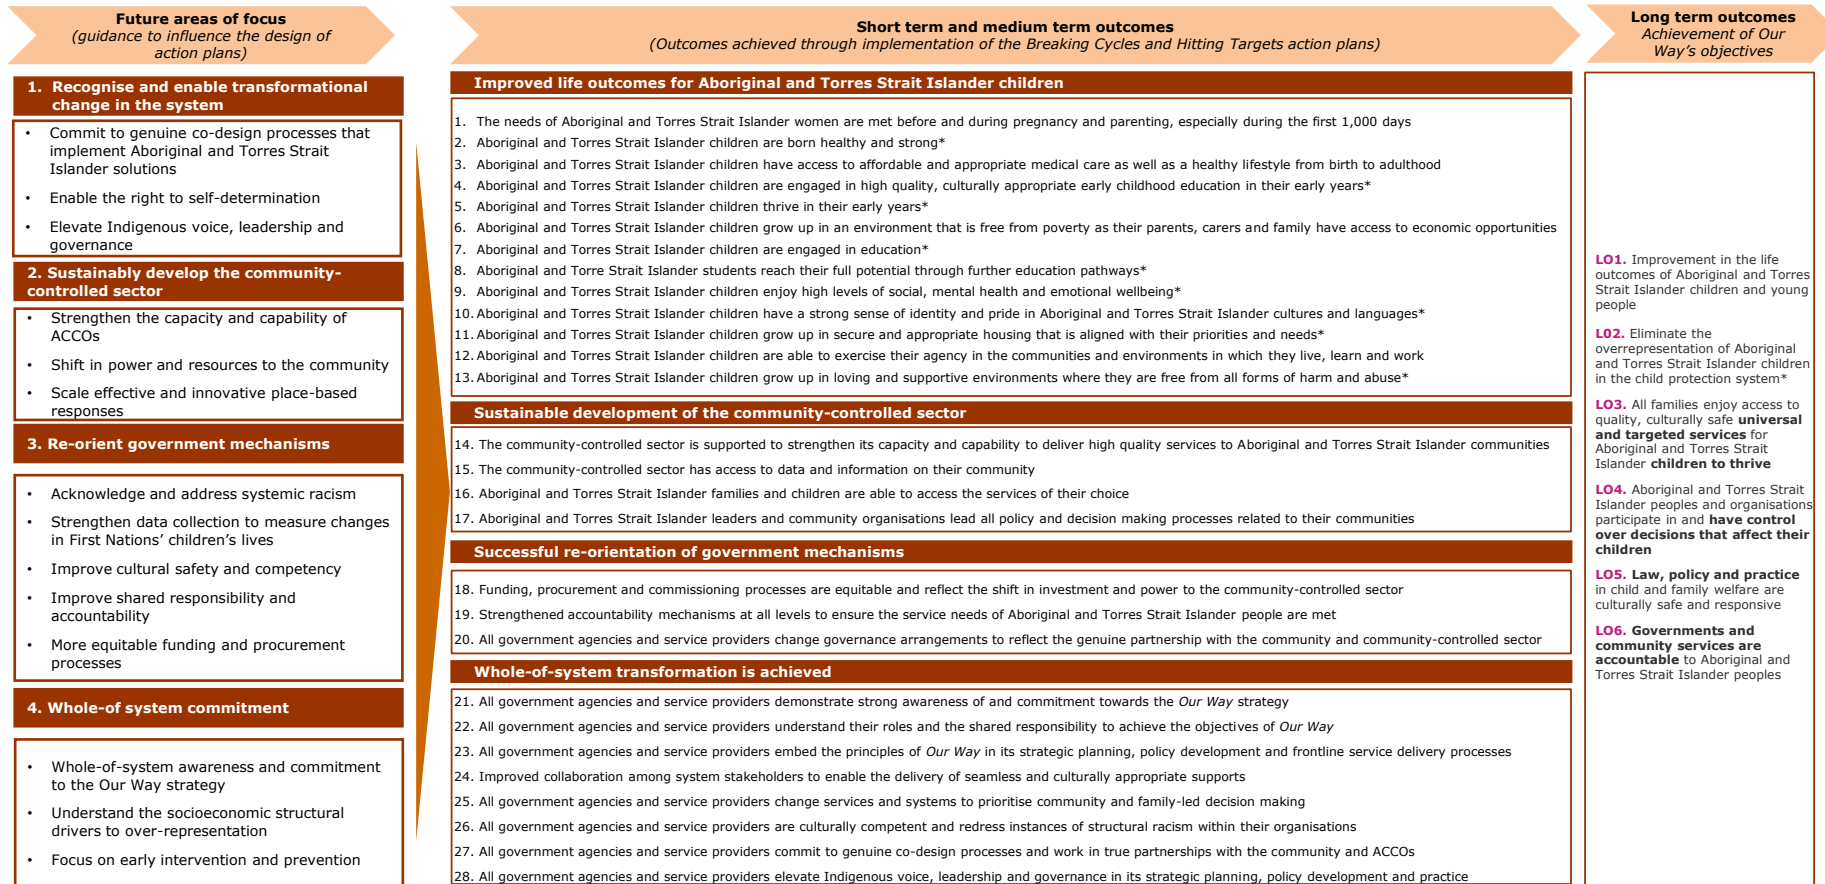 Future areas of focus
(guidance to influence the design of
action plans)
1. Recognise and enable transformational
change in the system
• Commit to genuine co-design processes that
implement Aboriginal and Torres Strait
Islander solutions
• Enable the right to self-determination
• Elevate Indigenous voice, leadership and
governance
2. Sustainably develop the community-
controlled sector
• Strengthen the capacity and capability of
ACCOs
• Shift in power and resources to the community
• Scale effective and innovative place-based
responses
3. Re-orient government mechanisms
• Acknowledge and address systemic racism
• Strengthen data collection to measure changes
in First Nations’ children’s lives
• Improve cultural safety and competency
• Improve shared responsibility and
accountability
• More equitable funding and procurement
processes
4. Whole-of system commitment
• Whole-of-system awareness and commitment
to the Our Way strategy
• Understand the socioeconomic structural
drivers to over-representation
• Focus on early intervention and prevention
Short term and medium term outcomes
(Outcomes achieved through implementation of the Breaking Cycles and Hitting Targets action plans)
Improved life outcomes for Aboriginal and Torres Strait Islander children
1. The needs of Aboriginal and Torres Strait Islander women are met before and during pregnancy and parenting, especially during the first 1,000 days
2. Aboriginal and Torres Strait Islander children are born healthy and strong*
3. Aboriginal and Torres Strait Islander children have access to affordable and appropriate medical care as well as a healthy lifestyle from birth to adulthood
4. Aboriginal and Torres Strait Islander children are engaged in high quality, culturally appropriate early childhood education in their early years*
5. Aboriginal and Torres Strait Islander children thrive in their early years*
6. Aboriginal and Torres Strait Islander children grow up in an environment that is free from poverty as their parents, carers and family have access to economic opportunities
7. Aboriginal and Torres Strait Islander children are engaged in education*
8. Aboriginal and Torre Strait Islander students reach their full potential through further education pathways*
9. Aboriginal and Torres Strait Islander children enjoy high levels of social, mental health and emotional wellbeing*
10. Aboriginal and Torres Strait Islander children have a strong sense of identity and pride in Aboriginal and Torres Strait Islander cultures and languages*
11. Aboriginal and Torres Strait Islander children grow up in secure and appropriate housing that is aligned with their priorities and needs*
12. Aboriginal and Torres Strait Islander children are able to exercise their agency in the communities and environments in which they live, learn and work
13. Aboriginal and Torres Strait Islander children grow up in loving and supportive environments where they are free from all forms of harm and abuse*
Sustainable development of the community-controlled sector
14. The community-controlled sector is supported to strengthen its capacity and capability to deliver high quality services to Aboriginal and Torres Strait Islander communities
15. The community-controlled sector has access to data and information on their community
16. Aboriginal and Torres Strait Islander families and children are able to access the services of their choice
17. Aboriginal and Torres Strait Islander leaders and community organisations lead all policy and decision making processes related to their communities
Successful re-orientation of government mechanisms
18. Funding, procurement and commissioning processes are equitable and reflect the shift in investment and power to the community-controlled sector
19. Strengthened accountability mechanisms at all levels to ensure the service needs of Aboriginal and Torres Strait Islander people are met
20. All government agencies and service providers change governance arrangements to reflect the genuine partnership with the community and community-controlled sector
Whole-of-system transformation is achieved
21. All government agencies and service providers demonstrate strong awareness of and commitment towards the Our Way strategy
22. All government agencies and service providers understand their roles and the shared responsibility to achieve the objectives of Our Way
23. All government agencies and service providers embed the principles of Our Way in its strategic planning, policy development and frontline service delivery processes
24. Improved collaboration among system stakeholders to enable the delivery of seamless and culturally appropriate supports
25. All government agencies and service providers change services and systems to prioritise community and family-led decision making
26. All government agencies and service providers are culturally competent and redress instances of structural racism within their organisations
27. All government agencies and service providers commit to genuine co-design processes and work in true partnerships with the community and ACCOs
28. All government agencies and service providers elevate Indigenous voice, leadership and governance in its strategic planning, policy development and practice
Long term outcomes
Achievement of Our
Way’s objectives
LO1. Improvement in the life
outcomes of Aboriginal and Torres
Strait Islander children and young
people
L02. Eliminate the
overrepresentation of Aboriginal
and Torres Strait Islander children
in the child protection system*
LO3. All families enjoy access to
quality, culturally safe universal
and targeted services for
Aboriginal and Torres Strait
Islander children to thrive
LO4. Aboriginal and Torres Strait
Islander peoples and organisations
participate in and have control
over decisions that affect their
children
LO5. Law, policy and practice
in child and family welfare are
culturally safe and responsive
LO6. Governments and
community services are
accountable to Aboriginal and
Torres Strait Islander peoples